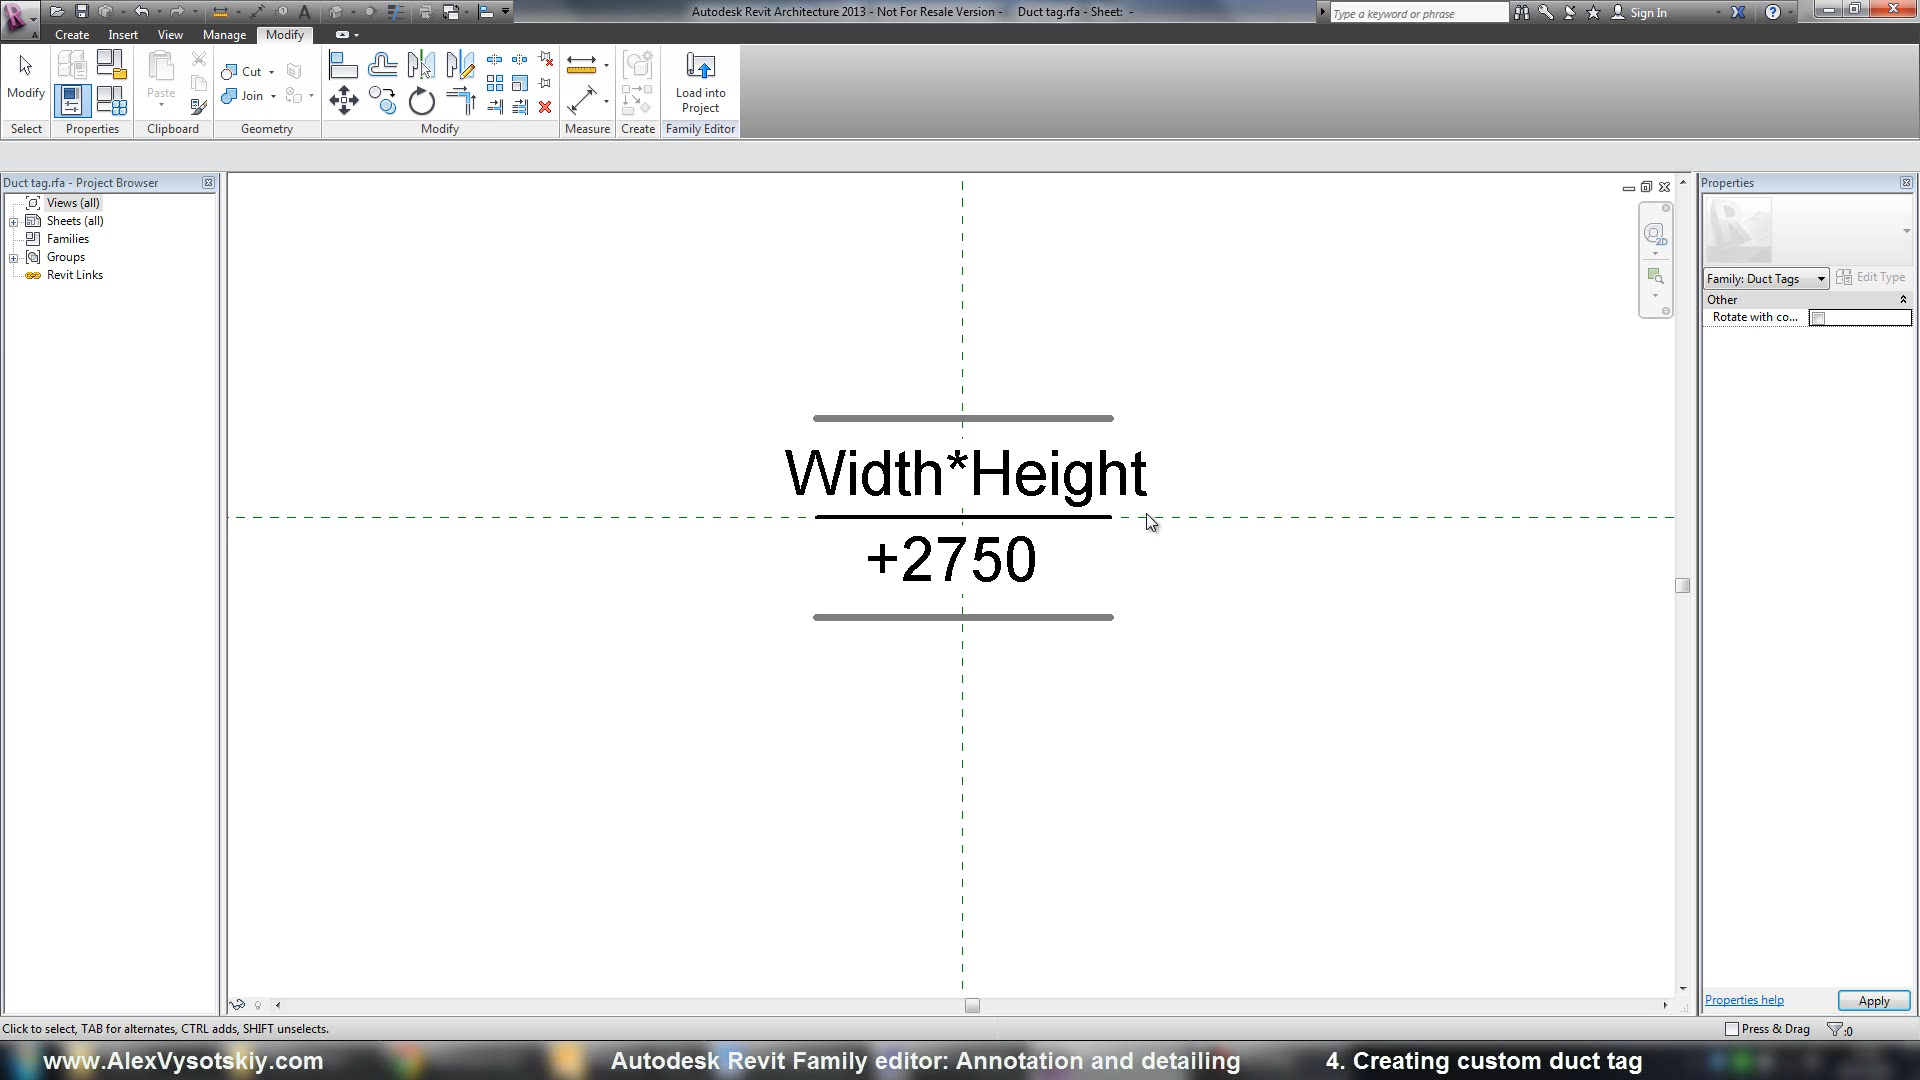 Autodesk Revit Architecture 2013 - Not For Resale Version - Duct tag.rfa - Sheet: -
Type a keyword or phrase
Sign In
Create Insert View Manage Modify
Modify
Paste
Cut
Join
Load into
Project
Select Properties Clipboard Geometry Modify Measure Create Family Editor
Duct tag.rfa - Project Browser
Views (all)
Sheets (all)
Families
Groups
Revit Links
Width*Height
+2750
2D
Properties
Family: Duct Tags Edit Type
Other
Rotate with co...
Properties help Apply
Click to select, TAB for alternates, CTRL adds, SHIFT unselects.
Press & Drag :0
www.AlexVysotskiy.com Autodesk Revit Family editor: Annotation and detailing 4. Creating custom duct tag